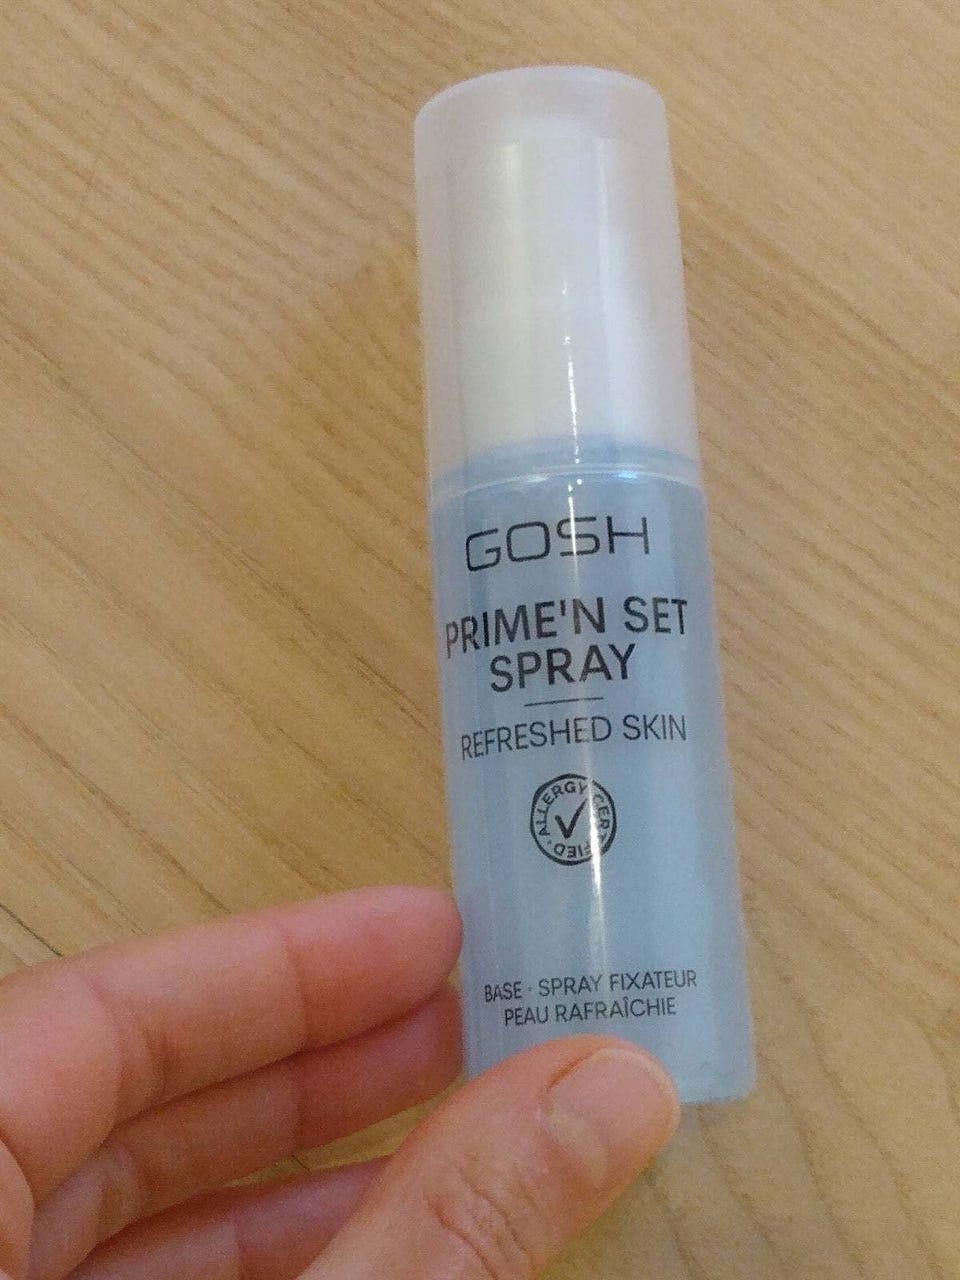 GOSH
PRIME'N SET
SPRAY
REFRESHED SKIN
ALLERGY CERTIFIED
BASE · SPRAY FIXATEUR
PEAU RAFRAÎCHIE